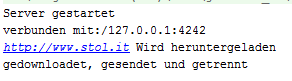 Server gestartet
verbunden mit:/127.0.0.1:4242
http://www.stol.it Wird heruntergeladen
gedownloadet, gesendet und getrennt